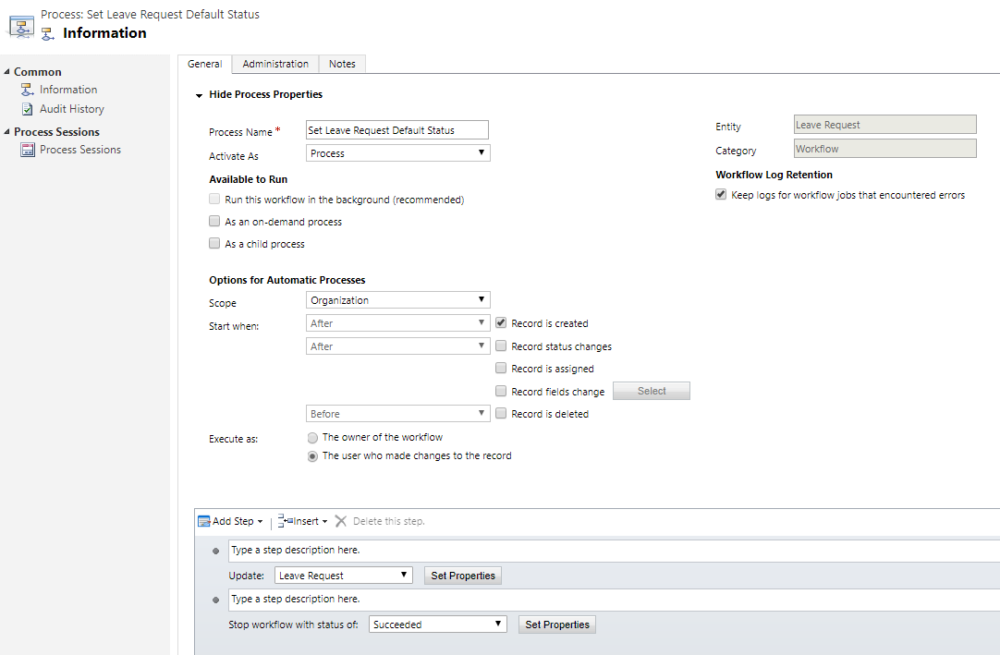 Process: Set Leave Request Default Status
Information
Common
Information
Audit History
Process Sessions
Process Sessions
General Administration Notes
Hide Process Properties
Process Name * Set Leave Request Default Status
Activate As Process
Entity Leave Request
Category Workflow
Available to Run
Run this workflow in the background (recommended)
As an on-demand process
As a child process
Workflow Log Retention
Keep logs for workflow jobs that encountered errors
Options for Automatic Processes
Scope Organization
Start when: After Record is created
After Record status changes
Record is assigned
Record fields change Select
Before Record is deleted
Execute as: The owner of the workflow
The user who made changes to the record
Add Step Insert Delete this step.
Type a step description here.
Update: Leave Request Set Properties
Type a step description here.
Stop workflow with status of: Succeeded Set Properties